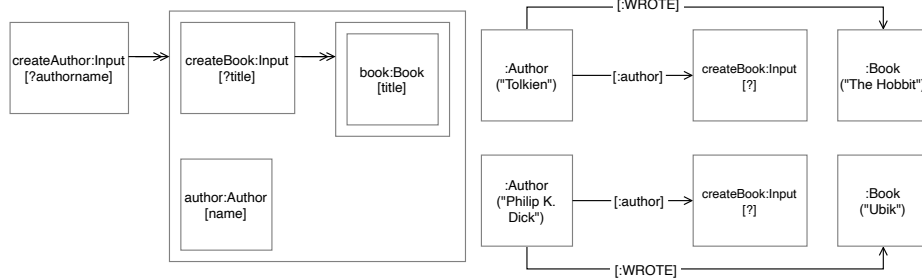 createAuthor:Input
[?authorname]
createBook:Input
[?title]
book:Book
[title]
author:Author
[name]
[:WROTE]
:Author
("Tolkien")
[:author]
createBook:Input
[?]
:Book
("The Hobbit")
:Author
("Philip K.
Dick")
[:author]
createBook:Input
[?]
:Book
("Ubik")
[:WROTE]